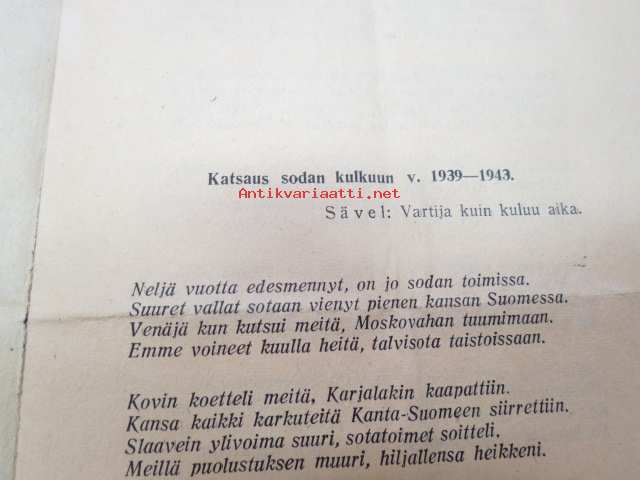 Katsaus sodan kulkuun v. 1939—1943.
Antikvariaatti.net
Sävel: Vartija kuin kuluu aika.
Neljä vuotta edesmennyt, on jo sodan toimissa.
Suuret vallat sotaan vienyt pienen kansan Suomessa.
Venäjä kun kutsui meitä, Moskovahan tuumimaan.
Emme voineet kuulla heitä, talvisota taistoissaan.
Kovin koetteli meitä, Karjalakin kaapattiin.
Kansa kaikki karkuteitä Kanta-Suomeen siirrettiin.
Slaavein ylivoima suuri, sotatoimet soitteli.
Meillä puolustuksen muuri, hiljallensa heikkeni.